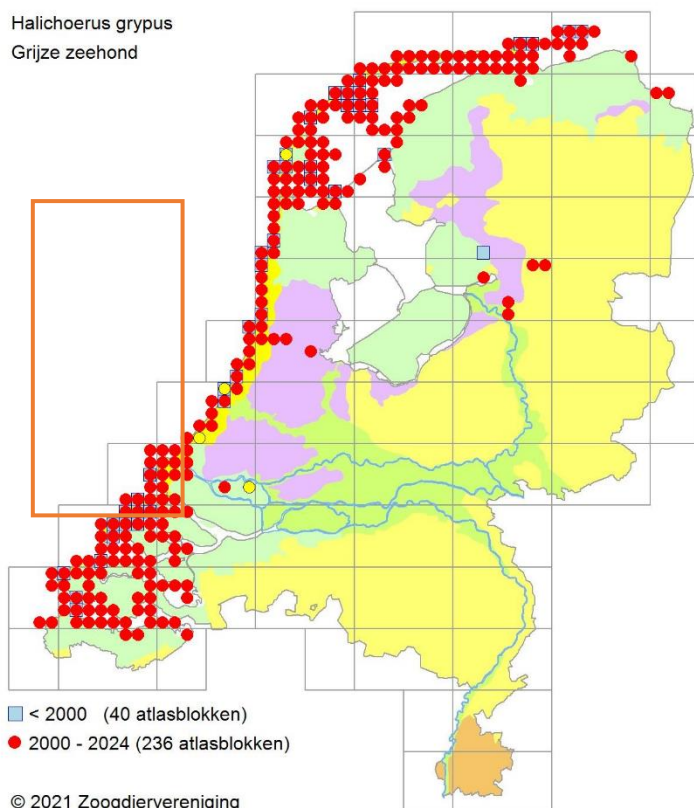 Halichoerus grypus
Grijze zeehond
< 2000 (40 atlasblokken)
2000 - 2024 (236 atlasblokken)
© 2021 Zoogdiervereniging